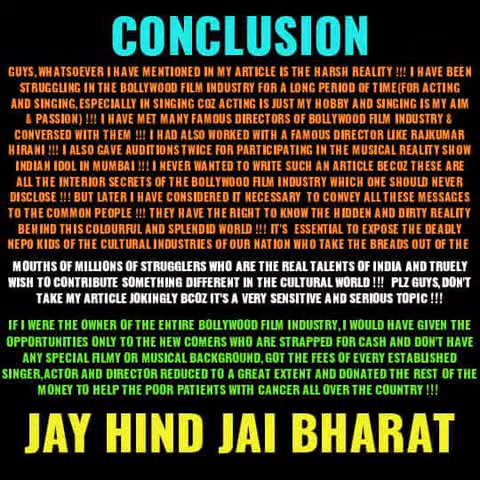 CONCLUSION
GUYS,WHATSOEVER I HAVE MENTIONED IN MY ARTICLE IS THE HARSH REALITY !!! I HAVE BEEN
STRUGGLING IN THE BOLLYWOOD FILM INDUSTRY FOR A LONG PERIOD OF TIME(FOR ACTING
AND SINGING,ESPECIALLY IN SINGING COZ ACTING IS JUST MY HOBBY AND SINGING IS MY AIM
& PASSION) !!! I HAVE MET MANY FAMOUS DIRECTORS OF BOLLYWOOD FILM INDUSTRY &
CONVERSED WITH THEM !!! I HAD ALSO WORKED WITH A FAMOUS DIRECTOR LIKE RAJKUMAR
HIRANI !!! I ALSO GAVE AUDITIONS TWICE FOR PARTICIPATING IN THE MUSICAL REALITY SHOW
INDIAN IDOL IN MUMBAI !!! I NEVER WANTED TO WRITE SUCH AN ARTICLE BECOZ THESE ARE
ALL THE INTERIOR SECRETS OF THE BOLLYWOOD FILM INDUSTRY WHICH ONE SHOULD NEVER
DISCLOSE !!! BUT LATER I HAVE CONSIDERED IT NECESSARY TO CONVEY ALL THESE MESSAGES
TO THE COMMON PEOPLE !!! THEY HAVE THE RIGHT TO KNOW THE HIDDEN AND DIRTY REALITY
BEHIND THIS COLOURFUL AND SPLENDID WORLD !!! IT'S ESSENTIAL TO EXPOSE THE DEADLY
NEPO KIDS OF THE CULTURAL INDUSTRIES OF OUR NATION WHO TAKE THE BREADS OUT OF THE
MOUTHS OF MILLIONS OF STRUGGLERS WHO ARE THE REAL TALENTS OF INDIA AND TRUELY
WISH TO CONTRIBUTE SOMETHING DIFFERENT IN THE CULTURAL WORLD !!! PLZ GUYS,DON'T
TAKE MY ARTICLE JOKINGLY BCOZ IT'S A VERY SENSITIVE AND SERIOUS TOPIC !!!
IF I WERE THE OWNER OF THE ENTIRE BOLLYWOOD FILM INDUSTRY, I WOULD HAVE GIVEN THE
OPPORTUNITIES ONLY TO THE NEW COMERS WHO ARE STRAPPED FOR CASH AND DON'T HAVE
ANY SPECIAL FILMY OR MUSICAL BACKGROUND,GOT THE FEES OF EVERY ESTABLISHED
SINGER,ACTOR AND DIRECTOR REDUCED TO A GREAT EXTENT AND DONATED THE REST OF THE
MONEY TO HELP THE POOR PATIENTS WITH CANCER ALL OVER THE COUNTRY !!!
JAY HIND JAI BHARAT